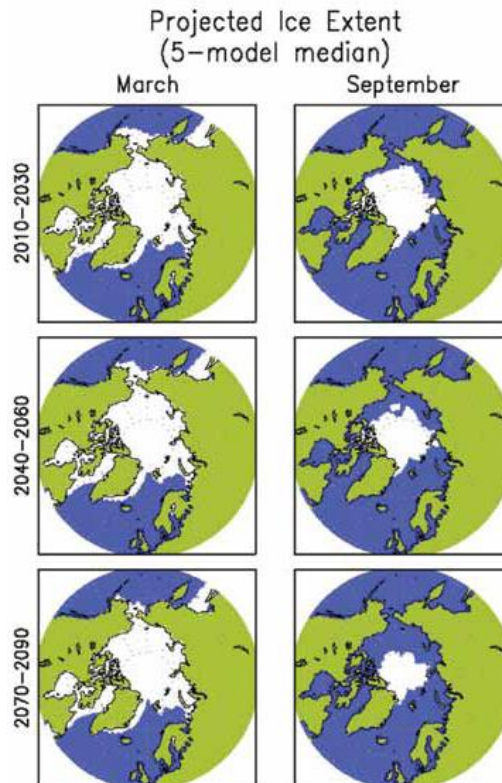 Projected Ice Extent
(5-model median)
March
September
2010-2030
2040-2060
2070-2090